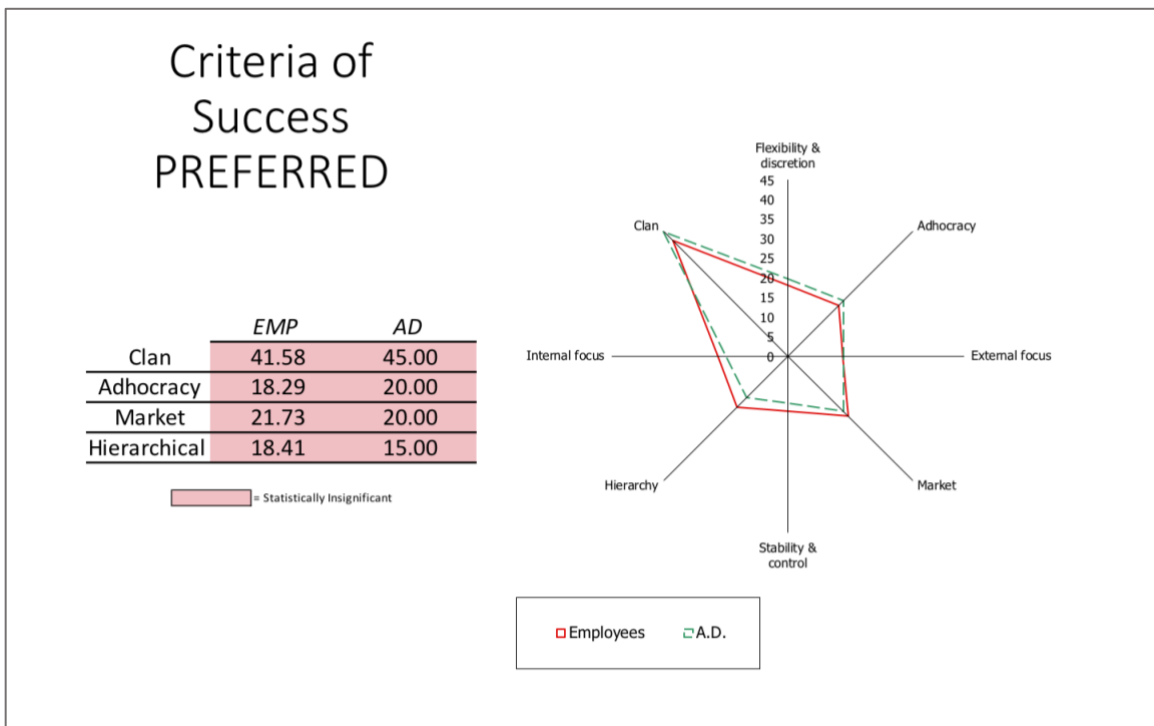 Criteria of
Success
PREFERRED
EMP AD
Clan 41.58 45.00
Adhocracy 18.29 20.00
Market 21.73 20.00
Hierarchical 18.41 15.00
= Statistically Insignificant
Flexibility &
discretion
45
40
35
30
25
20
15
10
5
0
Clan
Adhocracy
Internal focus
External focus
Hierarchy
Market
Stability &
control
Employees A.D.